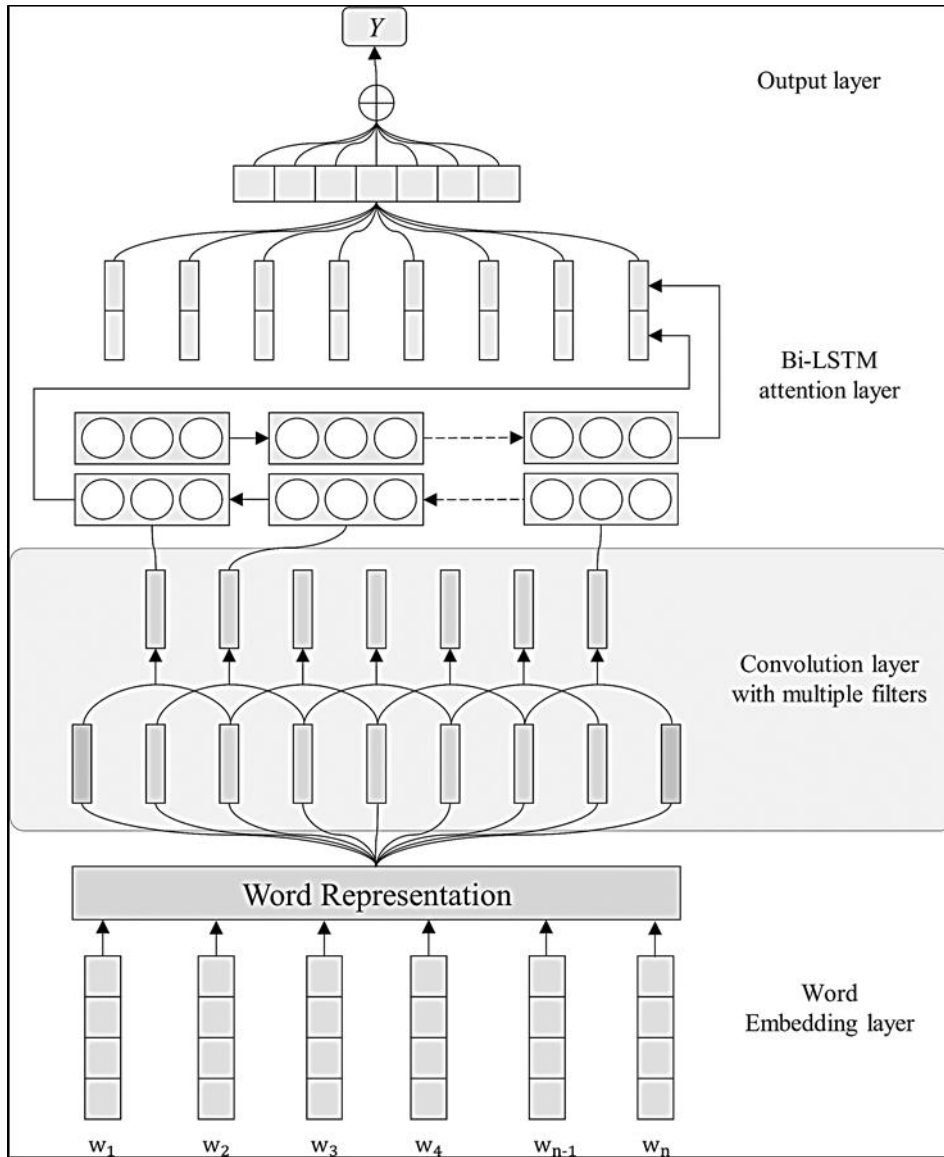 Y
Output layer
Bi-LSTM
attention layer
Convolution layer
with multiple filters
Word Representation
Word
Embedding layer
w₁ w₂ w₃ w₄ wₙ₋₁ wₙ